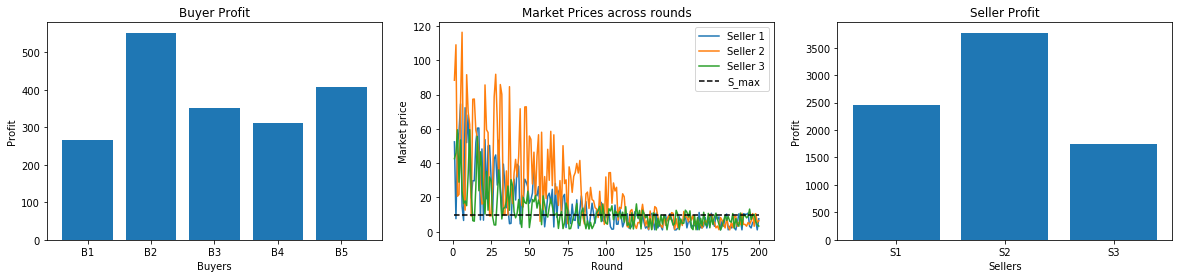 Buyer Profit
Profit
500
400
300
200
100
0
B1 B2 B3 B4 B5
Buyers
Market Prices across rounds
Market price
120
100
80
60
40
20
0
Seller 1
Seller 2
Seller 3
S_max
0 25 50 75 100 125 150 175 200
Round
Seller Profit
Profit
3500
3000
2500
2000
1500
1000
500
0
S1 S2 S3
Sellers